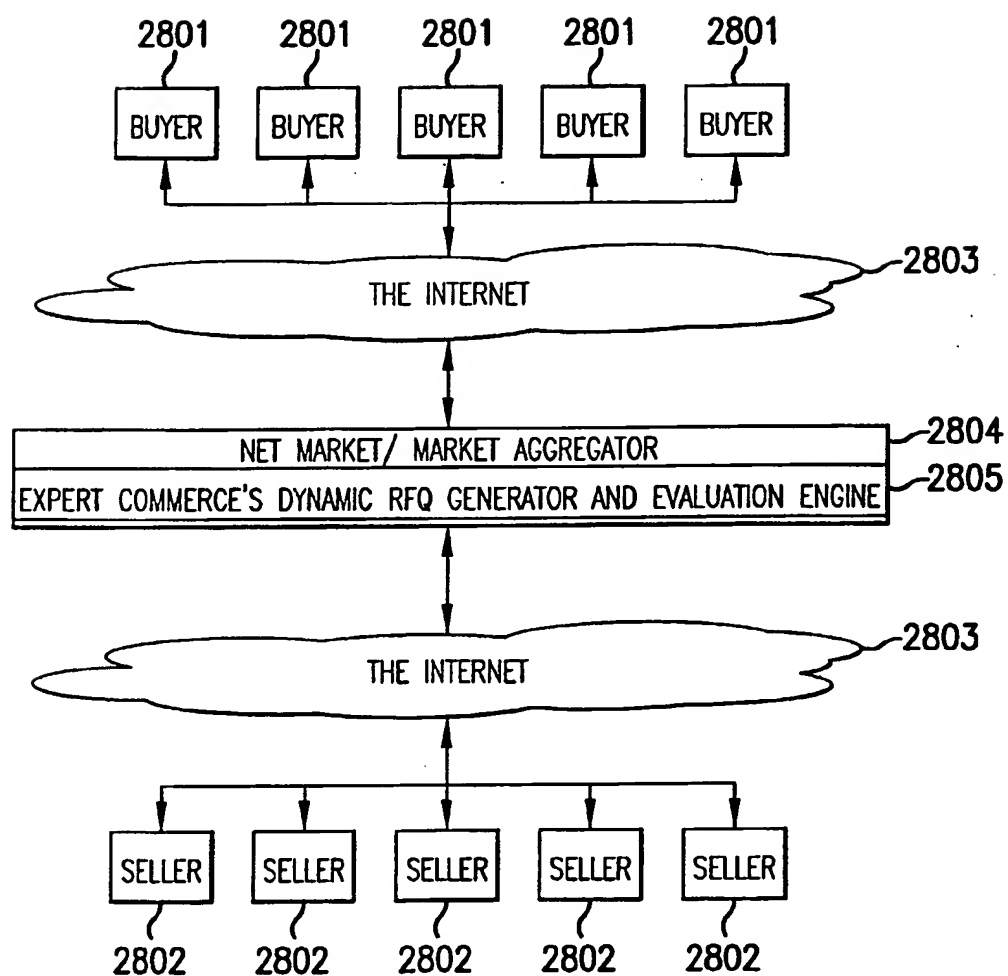 2801 2801 2801 2801 2801
BUYER BUYER BUYER BUYER BUYER
2803
THE INTERNET
2804
NET MARKET/ MARKET AGGREGATOR
2805
EXPERT COMMERCE'S DYNAMIC RFQ GENERATOR AND EVALUATION ENGINE
2803
THE INTERNET
SELLER SELLER SELLER SELLER SELLER
2802 2802 2802 2802 2802